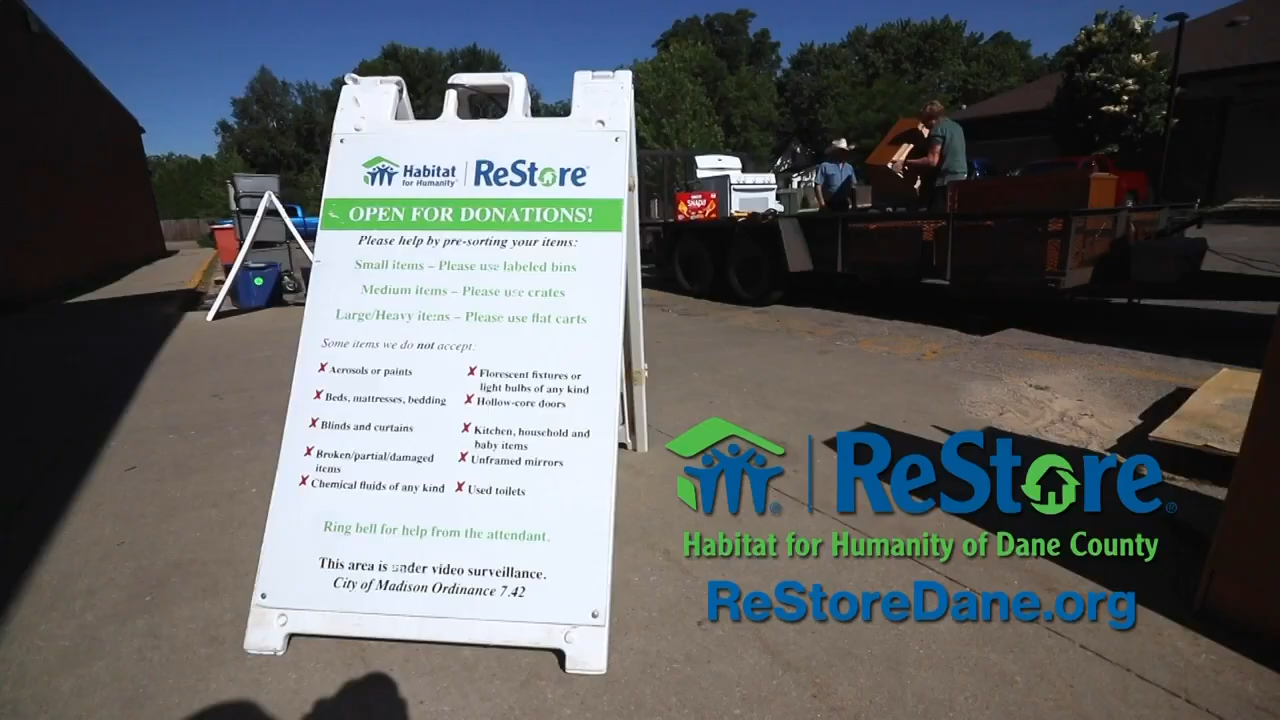 Habitat for Humanity® | ReStore®
OPEN FOR DONATIONS!
Please help by pre-sorting your items:
Small items – Please use labeled bins
Medium items – Please use crates
Large/Heavy items – Please use flat carts
Some items we do not accept:
✗ Aerosols or paints
✗ Beds, mattresses, bedding
✗ Blinds and curtains
✗ Broken/partial/damaged
items
✗ Chemical fluids of any kind
✗ Florescent fixtures or
light bulbs of any kind
✗ Hollow-core doors
✗ Kitchen, household and
baby items
✗ Unframed mirrors
✗ Used toilets
Ring bell for help from the attendant.
This area is under video surveillance.
City of Madison Ordinance 7.42
ReStore®
Habitat for Humanity of Dane County
ReStoreDane.org